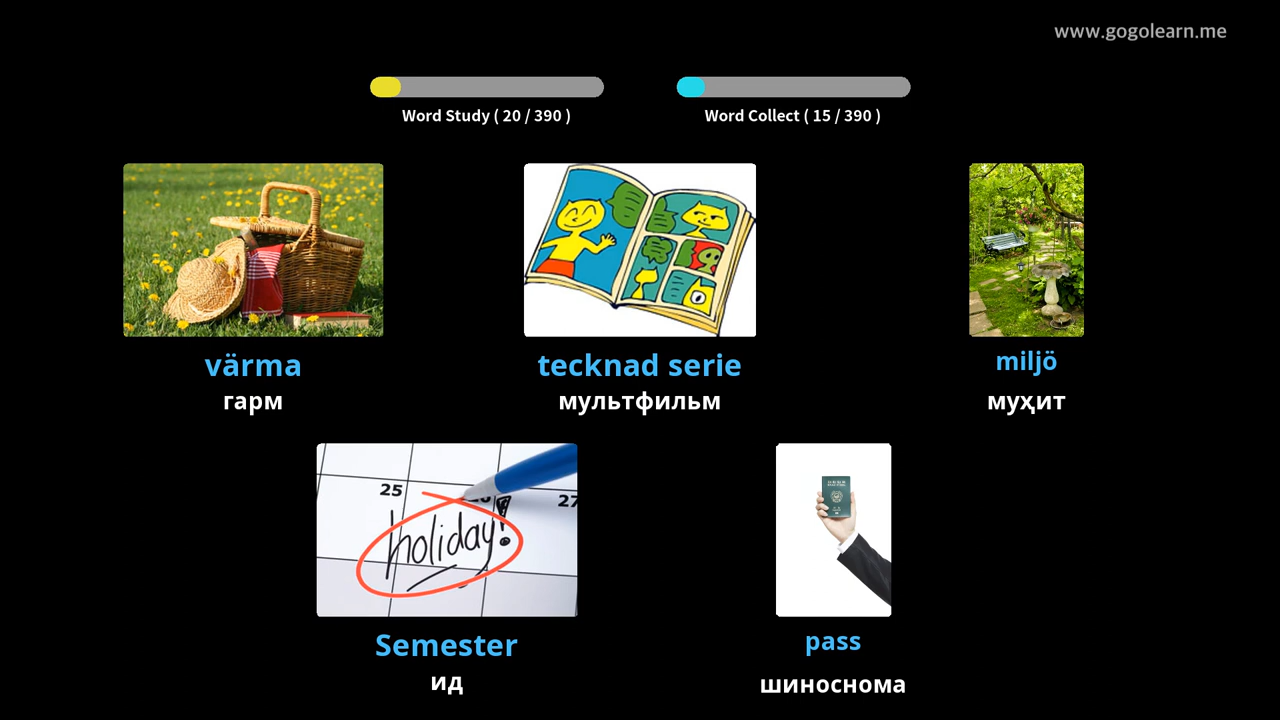 www.gogolearn.me
Word Study ( 20 / 390 )
Word Collect ( 15 / 390 )
värma
гарм
tecknad serie
мультфильм
miljö
муҳит
25
27
holiday!
Semester
ид
pass
шиноснома